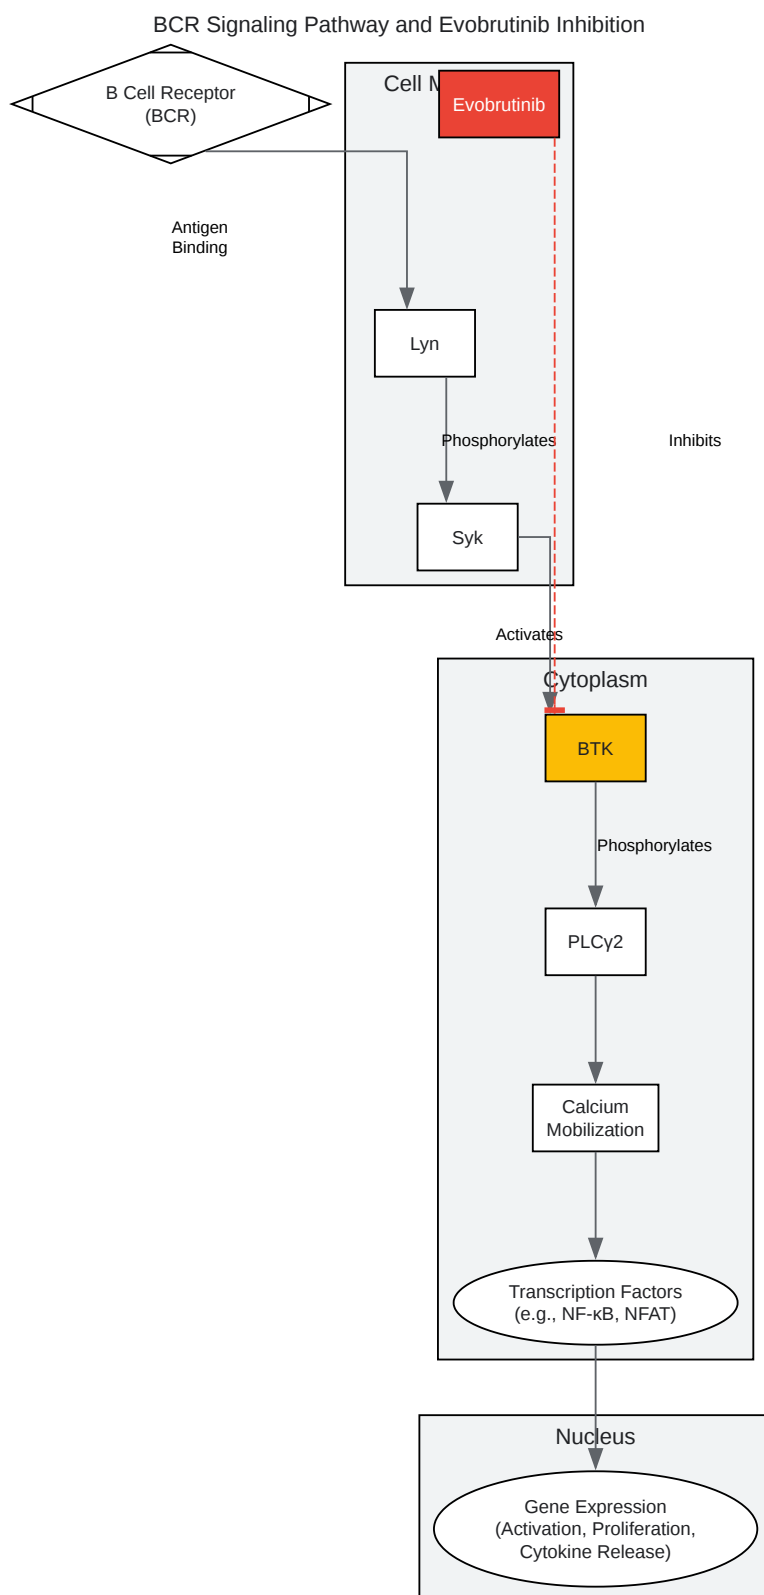 BCR Signaling Pathway and Evobrutinib Inhibition
B Cell Receptor
(BCR)
Cell
Evobrutinib
Antigen
Binding
Lyn
Phosphorylates
Inhibits
Syk
Activates
Cytoplasm
BTK
Phosphorylates
PLCγ2
Calcium
Mobilization
Transcription Factors
(e.g., NF-κB, NFAT)
Nucleus
Gene Expression
(Activation, Proliferation,
Cytokine Release)